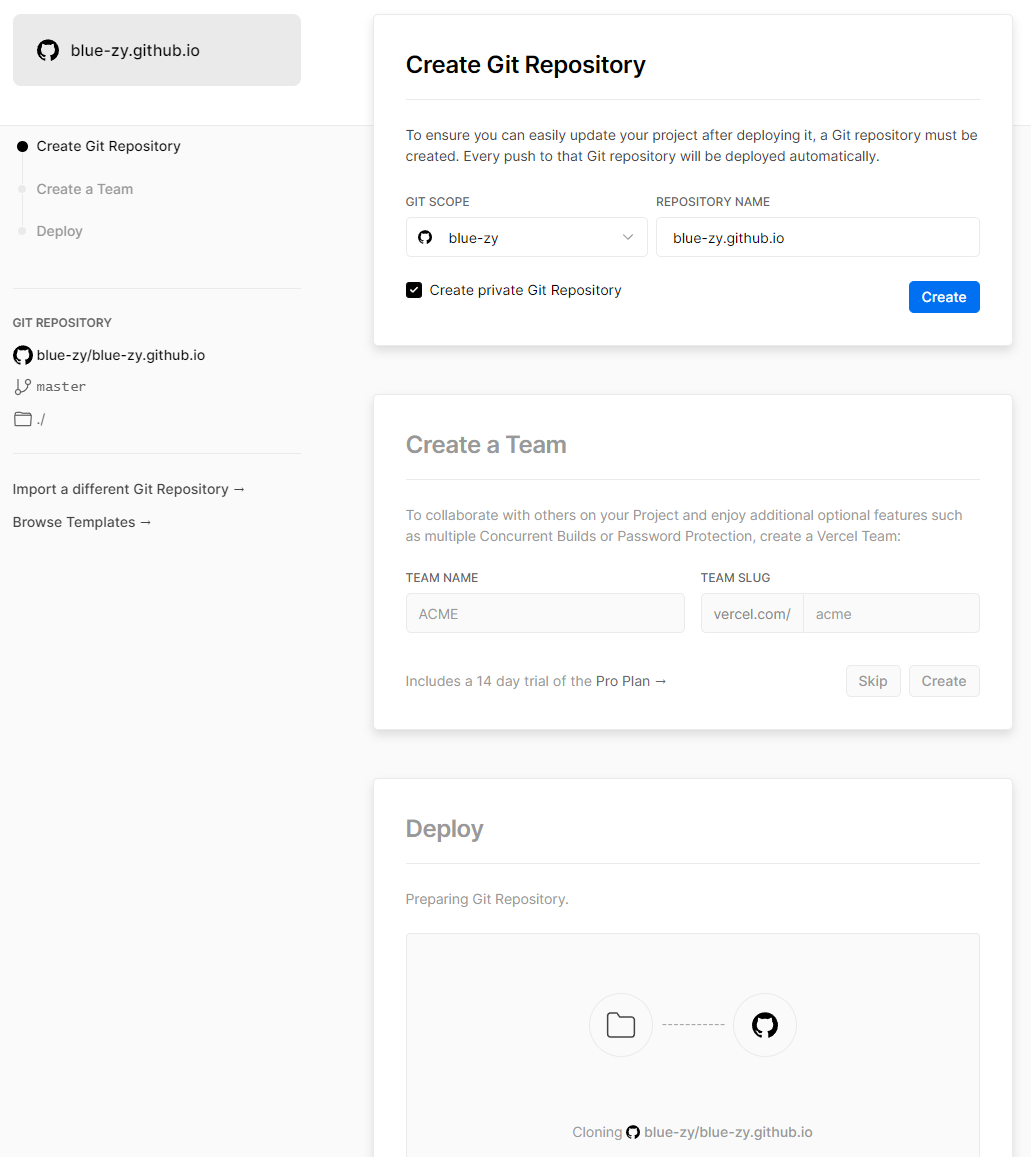 blue-zy.github.io
Create Git Repository
Create a Team
Deploy
GIT REPOSITORY
blue-zy/blue-zy.github.io
master
./
Import a different Git Repository →
Browse Templates →
Create Git Repository
To ensure you can easily update your project after deploying it, a Git repository must be
created. Every push to that Git repository will be deployed automatically.
GIT SCOPE REPOSITORY NAME
blue-zy blue-zy.github.io
Create private Git Repository Create
Create a Team
To collaborate with others on your Project and enjoy additional optional features such
as multiple Concurrent Builds or Password Protection, create a Vercel Team:
TEAM NAME TEAM SLUG
ACME vercel.com/ acme
Includes a 14 day trial of the Pro Plan → Skip Create
Deploy
Preparing Git Repository.
Cloning blue-zy/blue-zy.github.io